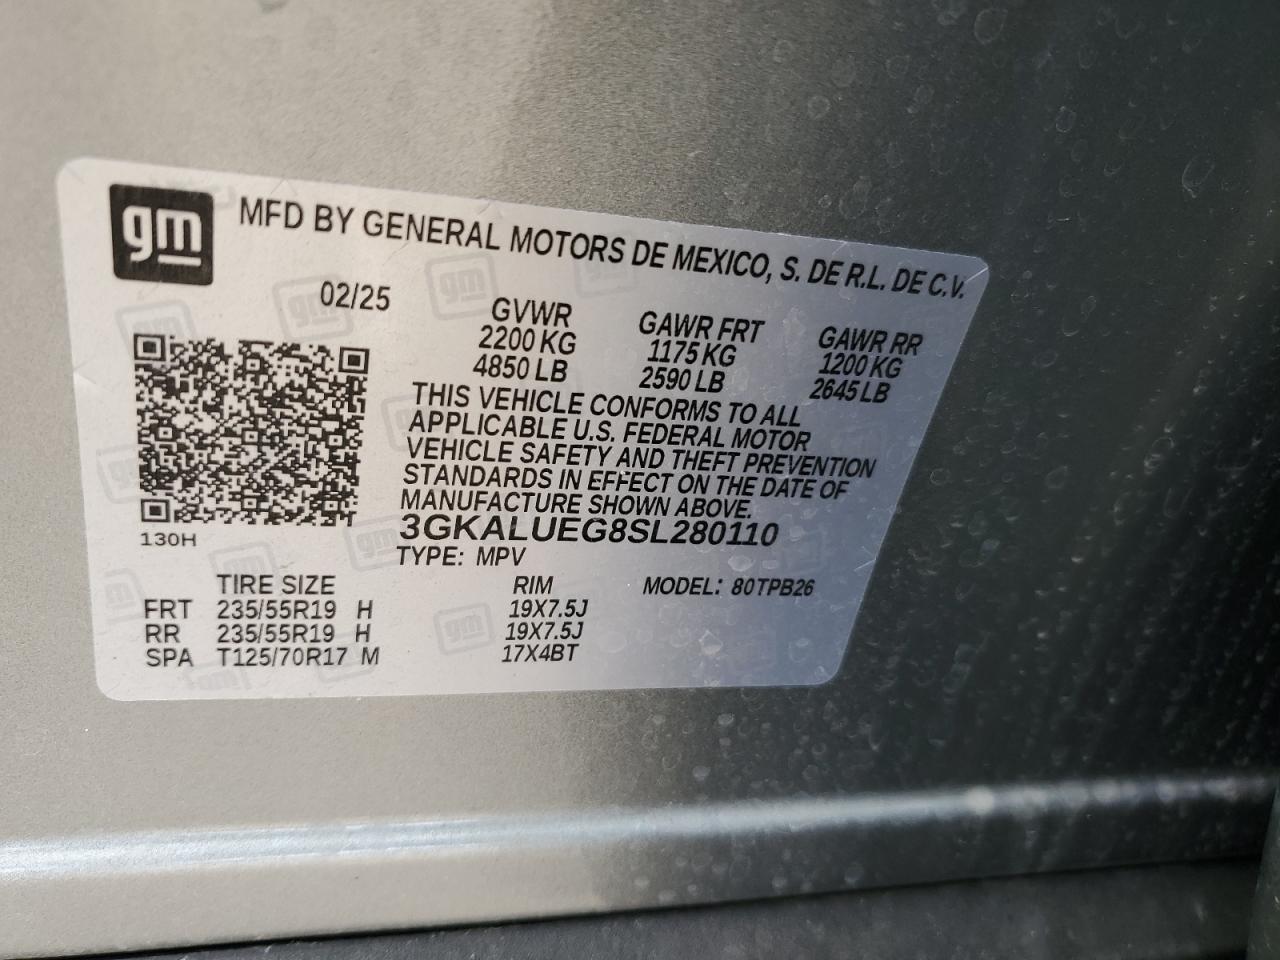 gm
MFD BY GENERAL MOTORS DE MEXICO, S. DE R.L. DE C.V.
02/25
GVWR GAWR FRT GAWR RR
2200 KG 1175 KG 1200 KG
4850 LB 2590 LB 2645 LB
THIS VEHICLE CONFORMS TO ALL
APPLICABLE U.S. FEDERAL MOTOR
VEHICLE SAFETY AND THEFT PREVENTION
STANDARDS IN EFFECT ON THE DATE OF
MANUFACTURE SHOWN ABOVE.
3GKALUEG8SL280110
130H
TYPE: MPV
TIRE SIZE RIM MODEL: 80TPB26
FRT 235/55R19 H 19X7.5J
RR 235/55R19 H 19X7.5J
SPA T125/70R17 M 17X4BT